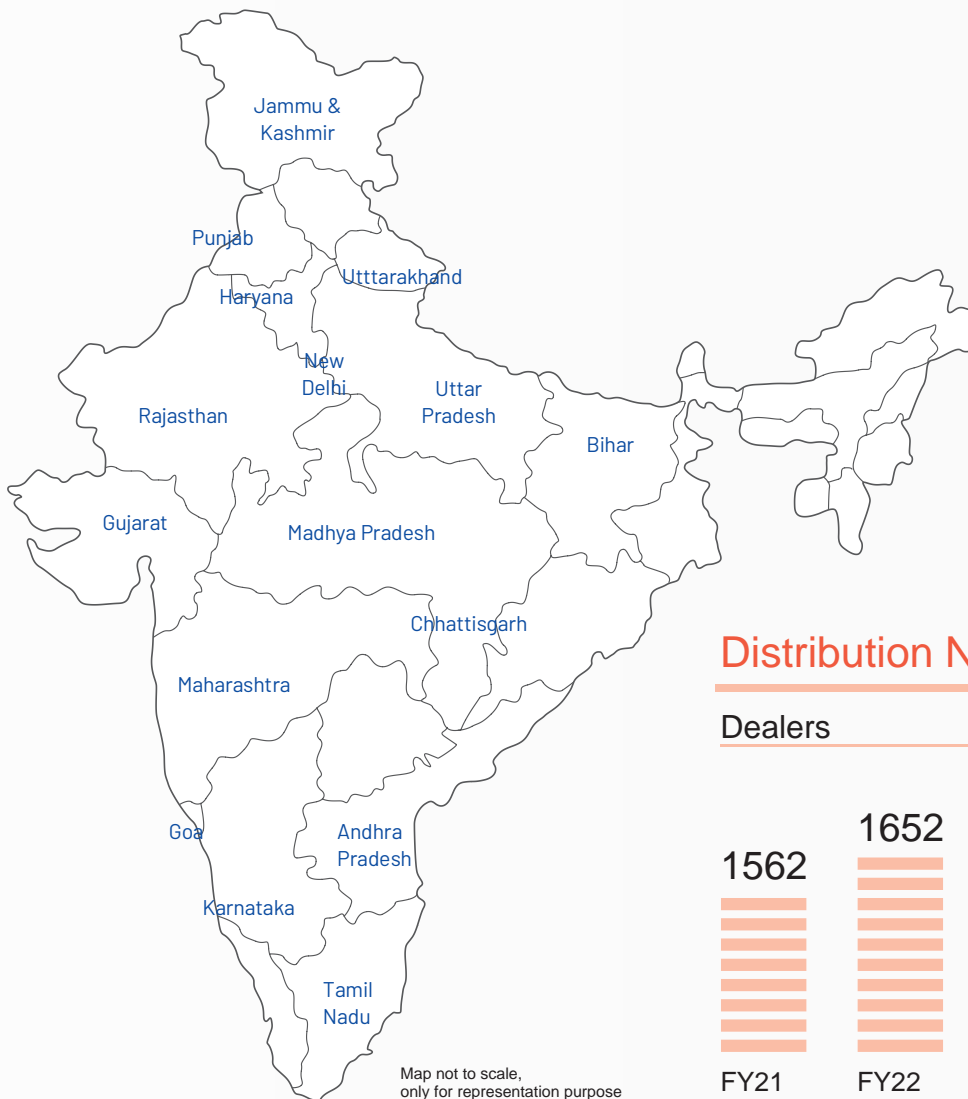 Jammu &
Kashmir
Punjab
Utttarakhand
Haryana
New
Delhi
Uttar
Pradesh
Rajasthan
Bihar
Gujarat
Madhya Pradesh
Chhattisgarh
Maharashtra
Goa
Andhra
Pradesh
Karnataka
Tamil
Nadu
Map not to scale,
only for representation purpose
Distribution N
Dealers
1562
1652
FY21
FY22